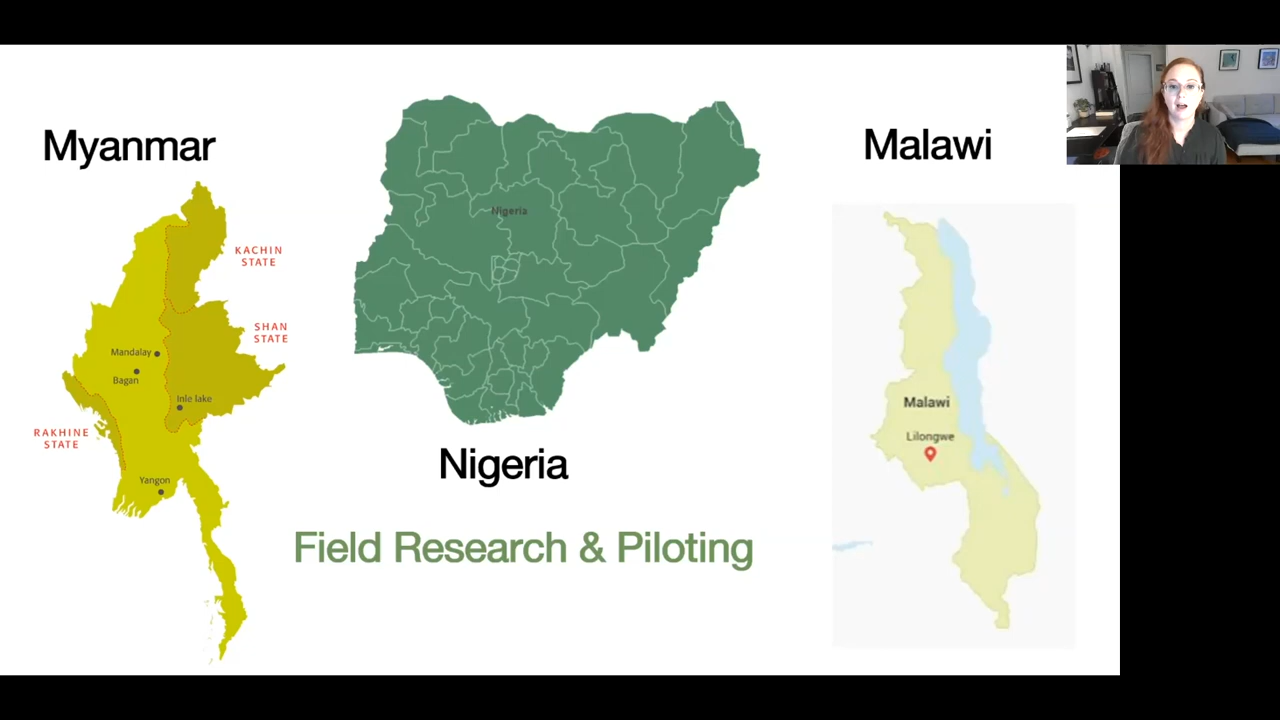 Myanmar
KACHIN
STATE
SHAN
STATE
Mandalay
Bagan
Inle lake
RAKHINE
STATE
Yangon
Nigeria
Nigeria
Field Research & Piloting
Malawi
Malawi
Lilongwe